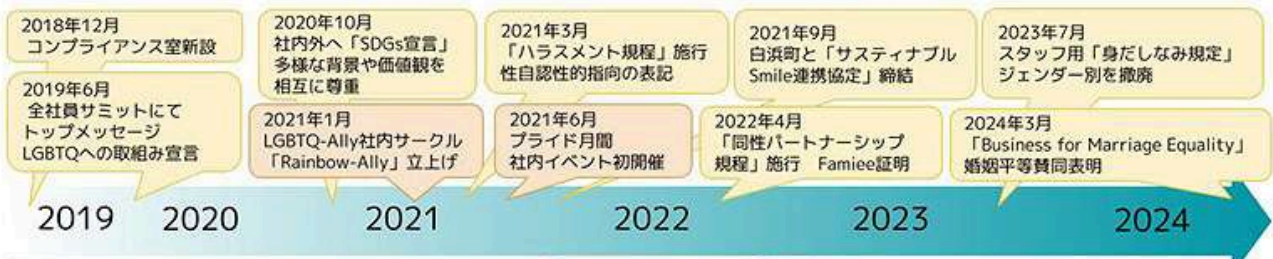 2018年12月
コンプライアンス室新設
2019年6月
全社員サミットにて
トップメッセージ
LGBTQへの取組み宣言
2020年10月
社内外へ「SDGs宣言」
多様な背景や価値観を
相互に尊重
2021年1月
LGBTQ-Ally社内サークル
「Rainbow-Ally」立上げ
2021年3月
「ハラスメント規程」施行
性自認性的指向の表記
2021年6月
プライド月間
社内イベント初開催
2021年9月
白浜町と「サスティナブル
Smile連携協定」締結
2022年4月
「同性パートナーシップ
規程」施行 Famiee証明
2023年7月
スタッフ用「身だしなみ規定」
ジェンダー別を撤廃
2024年3月
「Business for Marriage Equality」
婚姻平等賛同表明
2019 2020 2021 2022 2023 2024